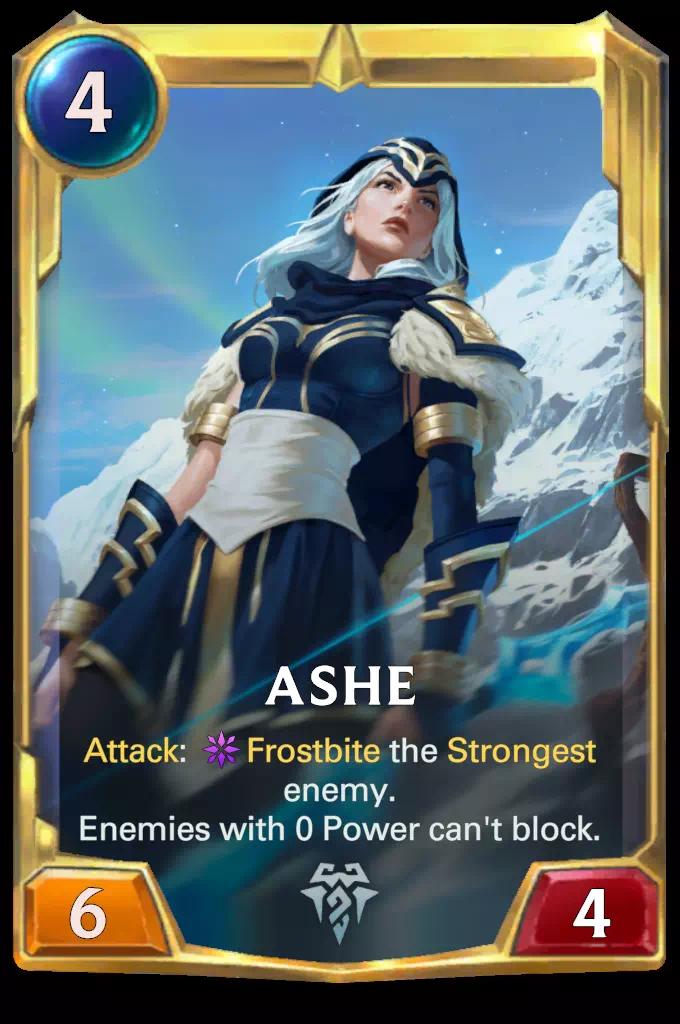 4
ASHE
Attack: Frostbite the Strongest
enemy.
Enemies with 0 Power can't block.
6
4